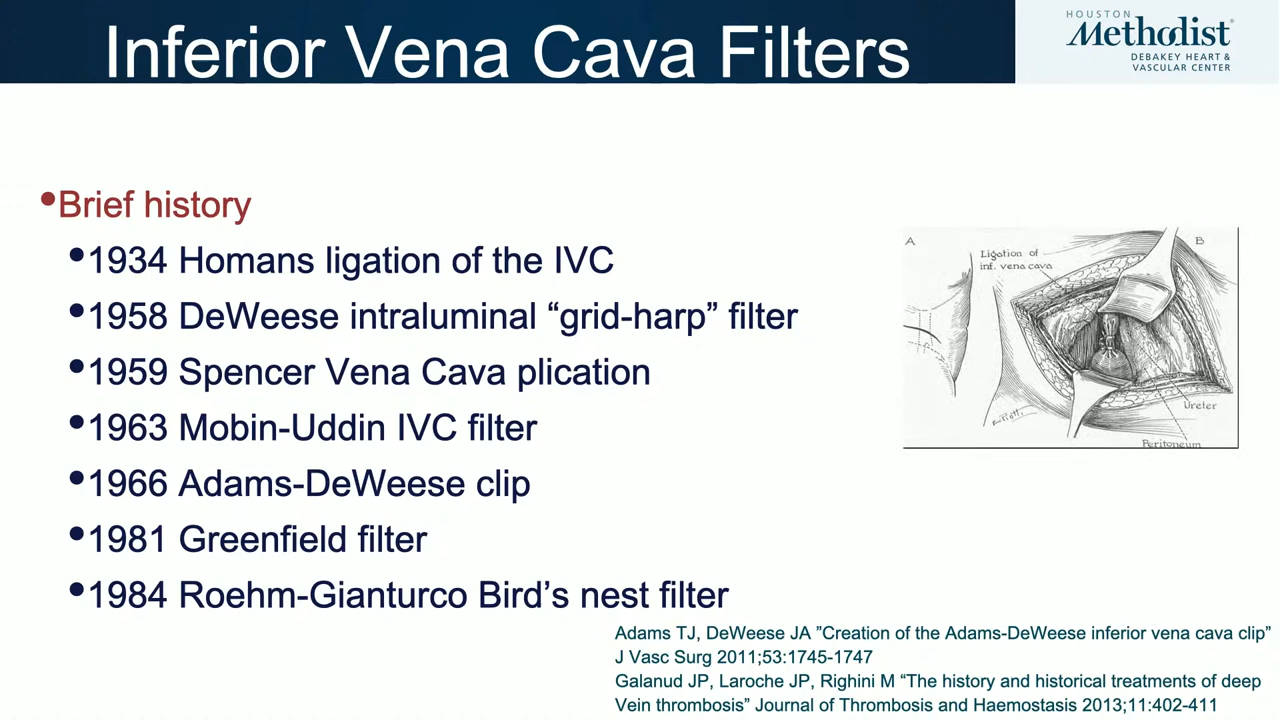 Inferior Vena Cava Filters
HOUSTON
Methodist
DEBAKEY HEART &
VASCULAR CENTER
•Brief history
•1934 Homans ligation of the IVC
•1958 DeWeese intraluminal “grid-harp” filter
•1959 Spencer Vena Cava plication
•1963 Mobin-Uddin IVC filter
•1966 Adams-DeWeese clip
•1981 Greenfield filter
•1984 Roehm-Gianturco Bird’s nest filter
A
B
Ligation of
inf. vena cava
Ureter
Peritoneum
Adams TJ, DeWeese JA ”Creation of the Adams-DeWeese inferior vena cava clip”
J Vasc Surg 2011;53:1745-1747
Galanud JP, Laroche JP, Righini M “The history and historical treatments of deep
Vein thrombosis” Journal of Thrombosis and Haemostasis 2013;11:402-411